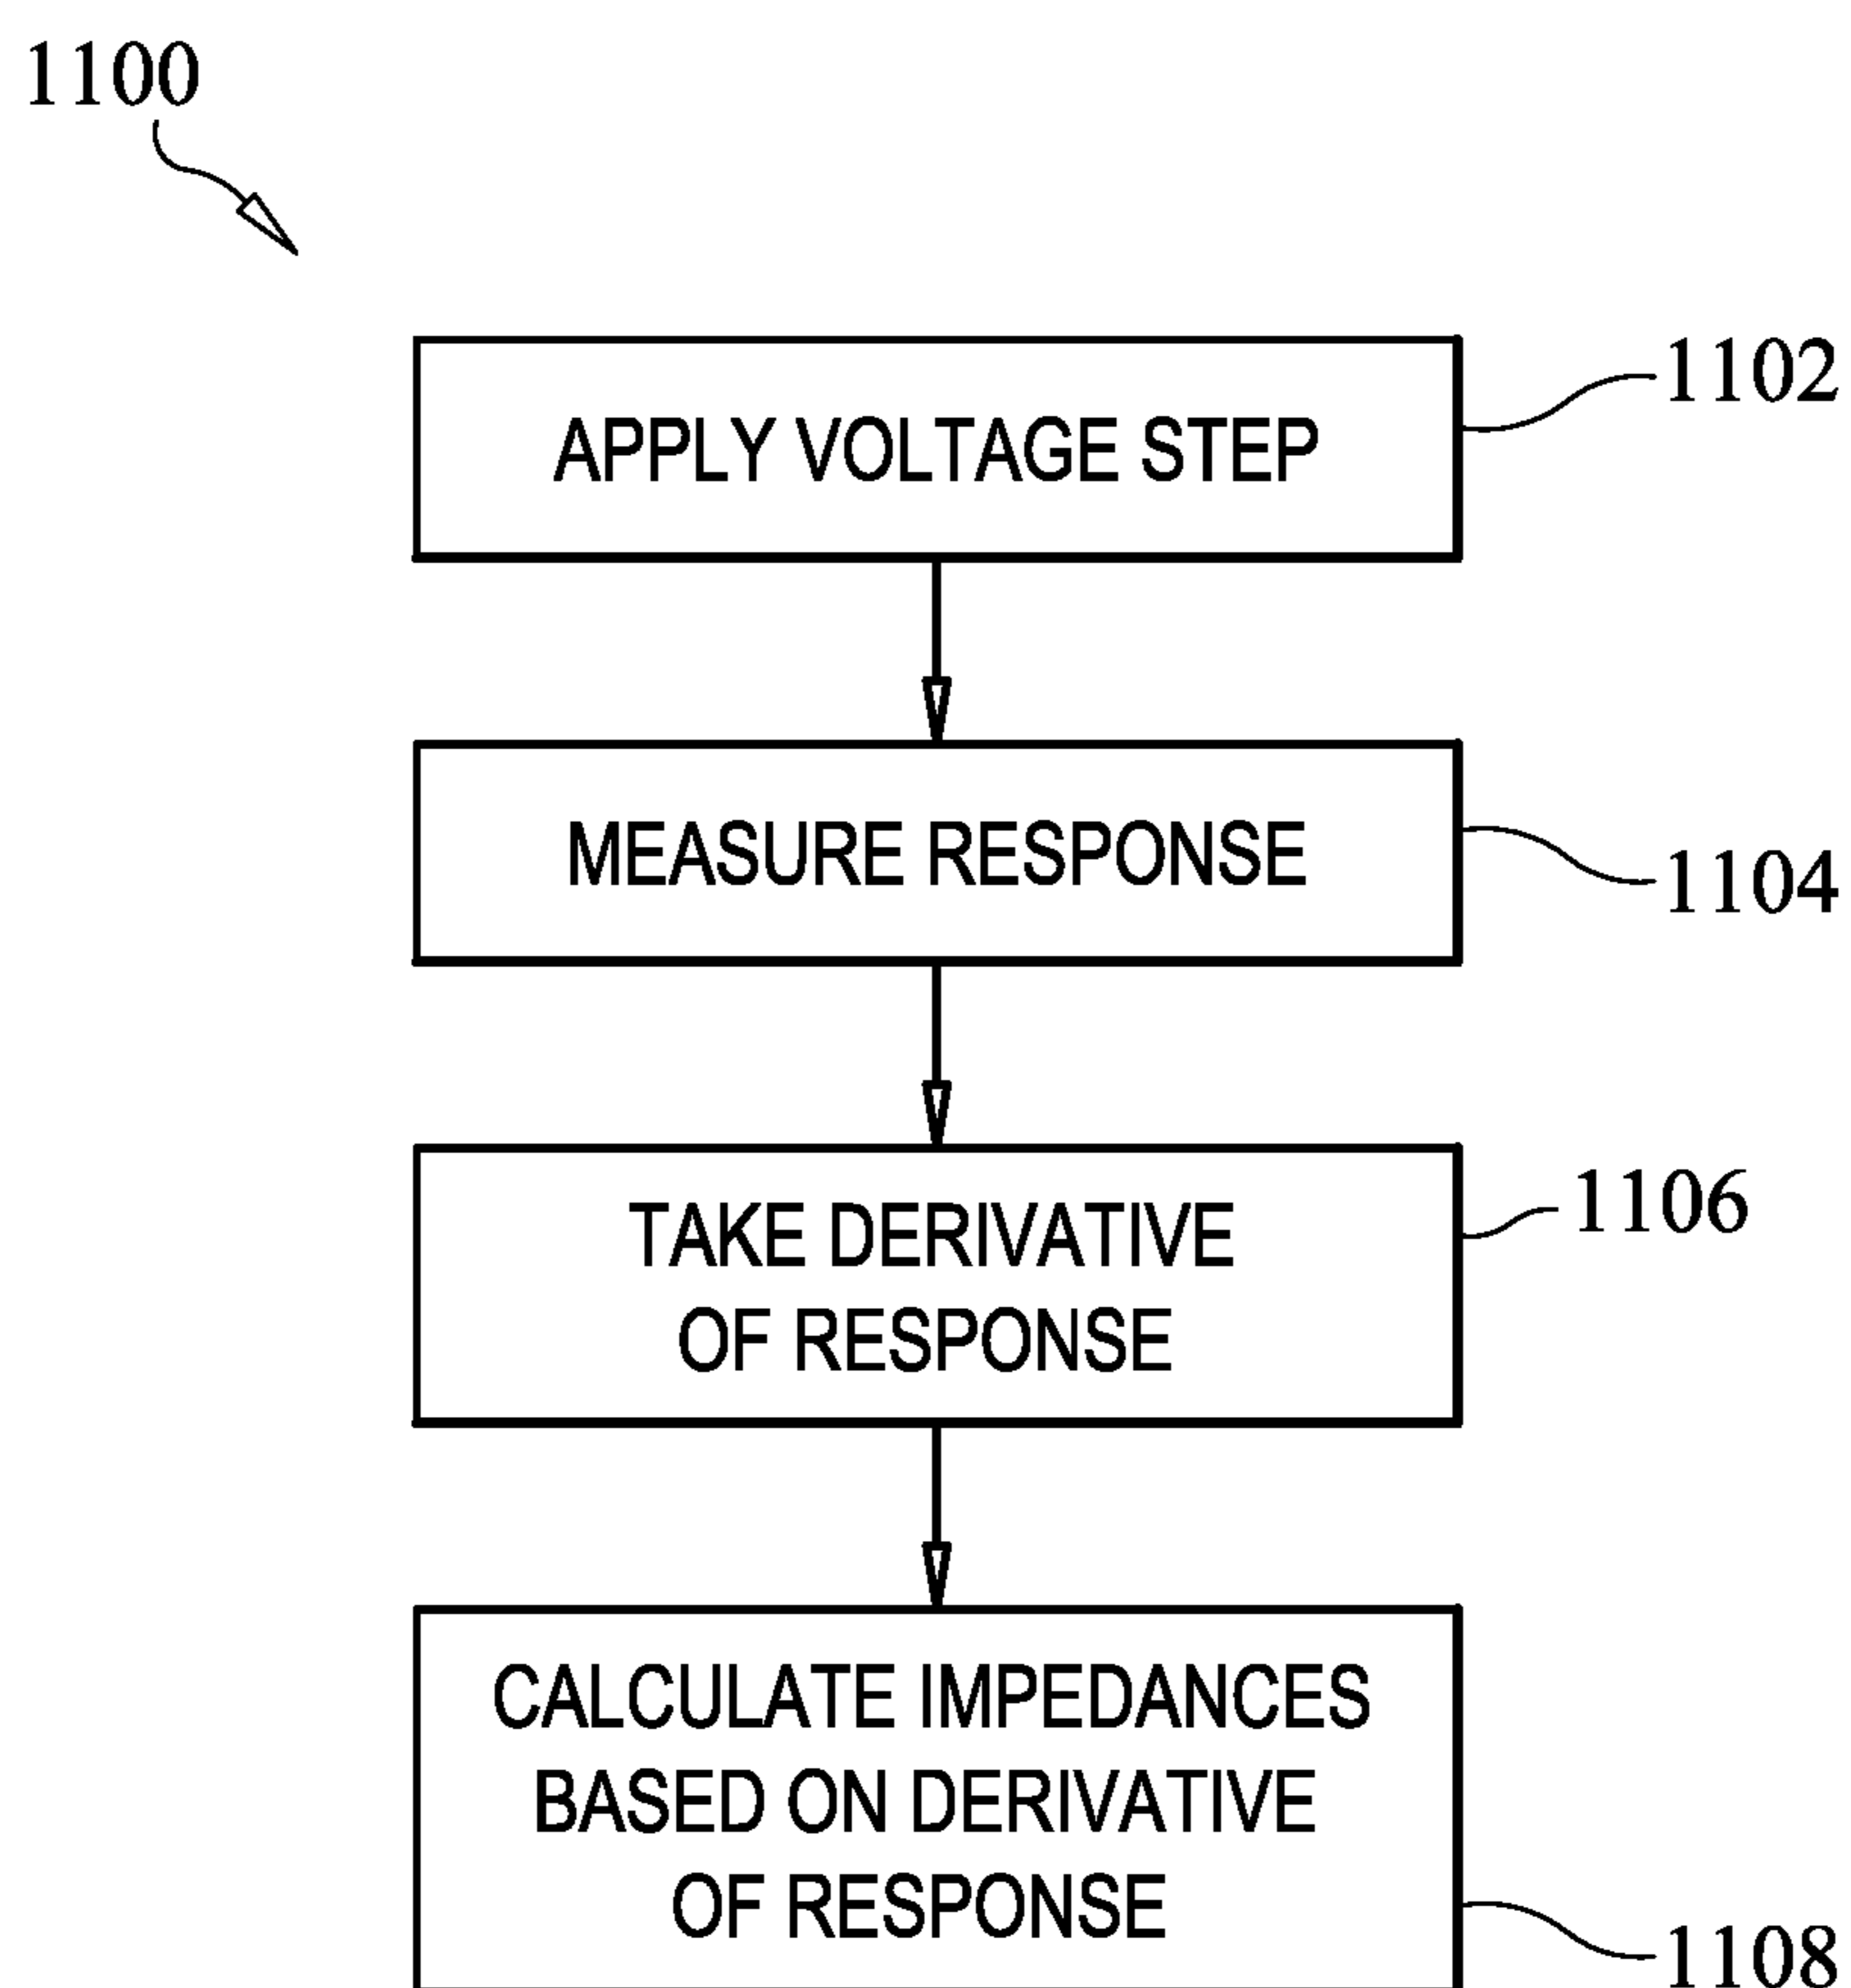 1100
APPLY VOLTAGE STEP
1102
MEASURE RESPONSE
1104
TAKE DERIVATIVE
OF RESPONSE
1106
CALCULATE IMPEDANCES
BASED ON DERIVATIVE
OF RESPONSE
1108